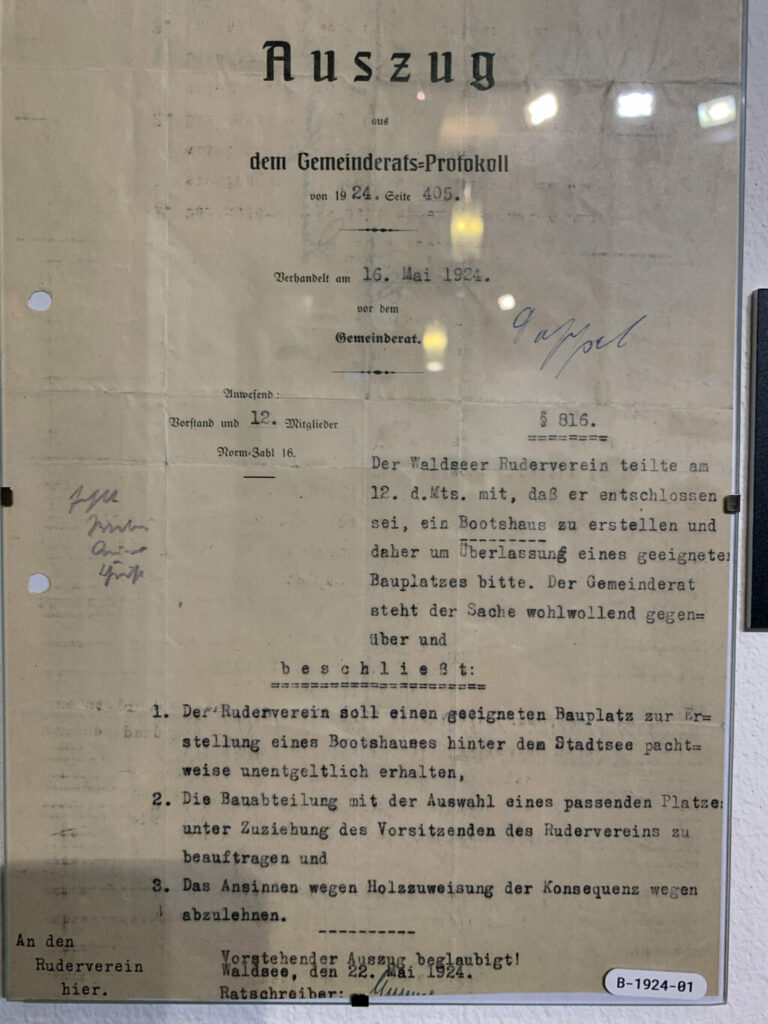 Auszug
aus
dem Gemeinderats=Protokoll
von 1924. Seite 405.
Verhandelt am 16. Mai 1924.
vor dem
Gemeinderat.
Anwesend:
Vorstand und 12. Mitglieder
Norm=Zahl 16.
§ 816.
Der Waldseer Ruderverein teilte am
12. d.Mts. mit, daß er entschlossen
sei, ein Bootshaus zu erstellen und
daher um Überlassung eines geeigneten
Bauplatzes bitte. Der Gemeinderat
steht der Sache wohlwollend gegen=
über und
beschließt:
1. Der Ruderverein soll einen geeigneten Bauplatz zur Er=
stellung eines Bootshauses hinter dem Stadtsee pacht=
weise unentgeltlich erhalten,
2. Die Bauabteilung mit der Auswahl eines passenden Platzes
unter Zuziehung des Vorsitzenden des Rudervereins zu
beauftragen und
3. Das Ansinnen wegen Holzzuweisung der Konsequenz wegen
abzulehnen.
An den
Ruderverein
hier.
Vorstehender Auszug beglaubigt!
Waldsee, den 22. Mai 1924.
Ratschreiber:
B-1924-01